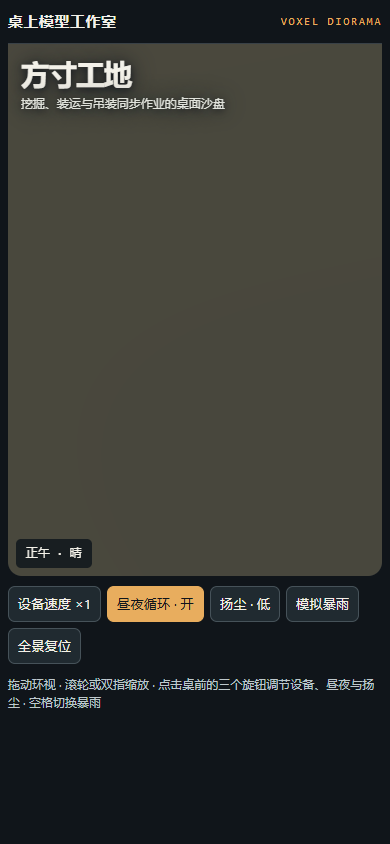 桌上模型工作室
VOXEL DIORAMA
方寸工地
挖掘、装运与吊装同步作业的桌面沙盘
正午 · 晴
设备速度 ×1
昼夜循环 · 开
扬尘 · 低
模拟暴雨
全景复位
拖动环视 · 滚轮或双指缩放 · 点击桌前的三个旋钮调节设备、昼夜与扬
尘 · 空格切换暴雨